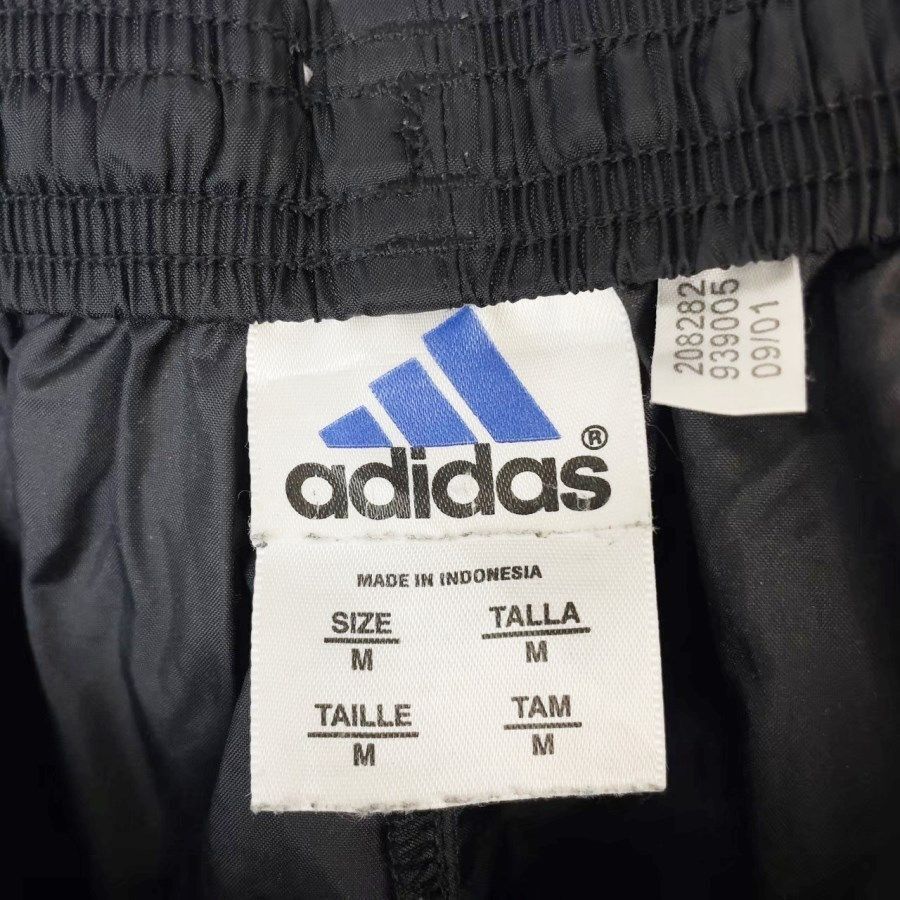 adidas®
MADE IN INDONESIA
SIZE
M
TALLA
M
TAILLE
M
TAM
M
208282
939005
09/01